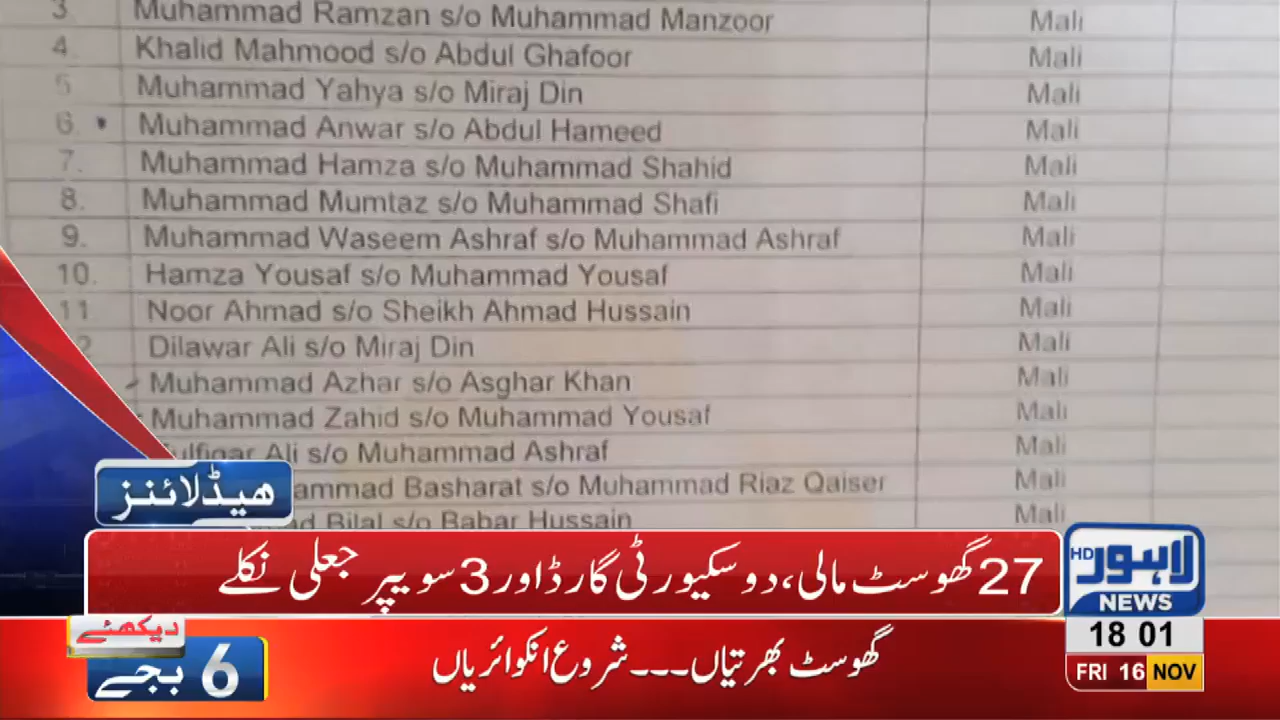 3. Muhammad Ramzan s/o Muhammad Manzoor Mali
4. Khalid Mahmood s/o Abdul Ghafoor Mali
5 Muhammad Yahya s/o Miraj Din Mali
6. Muhammad Anwar s/o Abdul Hameed Mali
7. Muhammad Hamza s/o Muhammad Shahid Mali
8. Muhammad Mumtaz s/o Muhammad Shafi Mali
9. Muhammad Waseem Ashraf s/o Muhammad Ashraf Mali
10. Hamza Yousaf s/o Muhammad Yousaf Mali
11 Noor Ahmad s/o Sheikh Ahmad Hussain Mali
2 Dilawar Ali s/o Miraj Din Mali
Muhammad Azhar s/o Asghar Khan Mali
Muhammad Zahid s/o Muhammad Yousaf Mali
ulfiqar Ali s/o Muhammad Ashraf Mali
ammad Basharat s/o Muhammad Riaz Qaiser Mali
ad Bilal s/o Babar Hussain Mali
ھیڈلائنز
27 گھوسٹ مالی، دو سکیورٹی گارڈ اور 3 سویپر جعلی نکلے
HD لاہور
NEWS
18 01
FRI 16 NOV
دیکھئے
6 بجے
گھوسٹ بھرتیاں۔۔۔شروع انکوائریاں